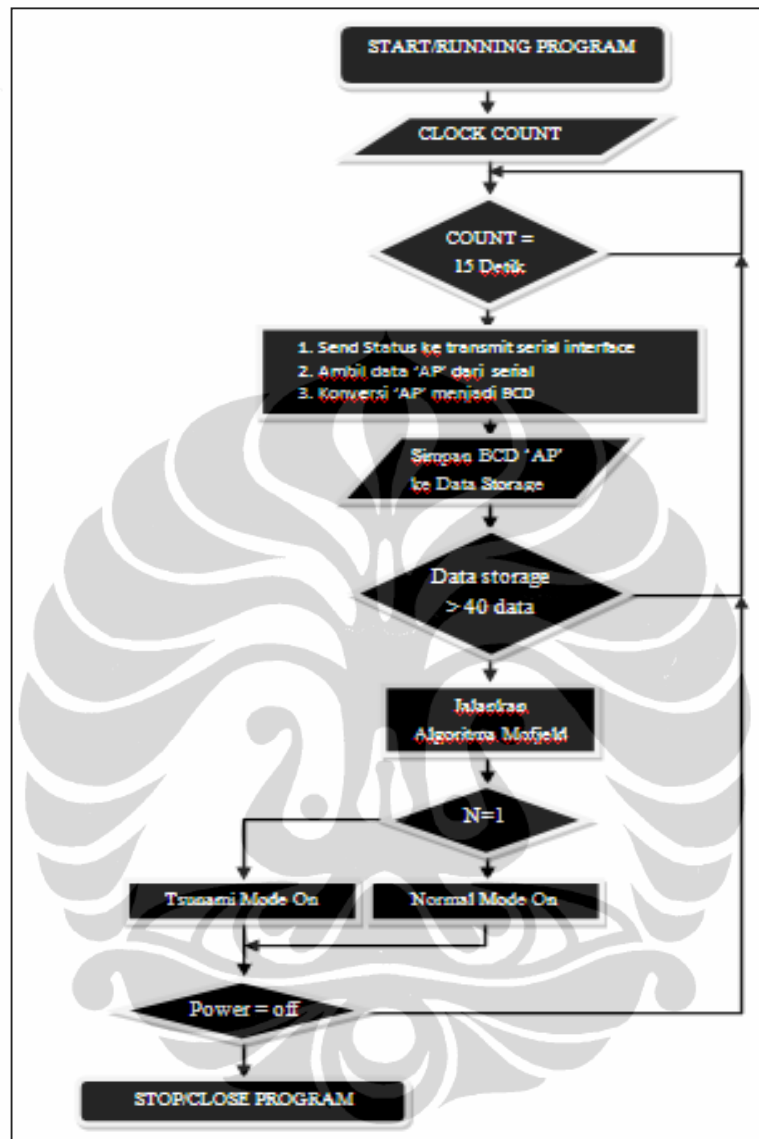 START/RUNNING PROGRAM
CLOCK COUNT
COUNT =
15 Detik
1. Send Status ke transmit serial interface
2. Ambil data ‘AP’ dari serial
3. Konversi ‘AP’ menjadi BCD
Simpan BCD ‘AP’
ke Data Storage
Data storage
> 40 data
Jalankan
Algoritma Mofjeld
N=1
Tsunami Mode On
Normal Mode On
Power = off
STOP/CLOSE PROGRAM